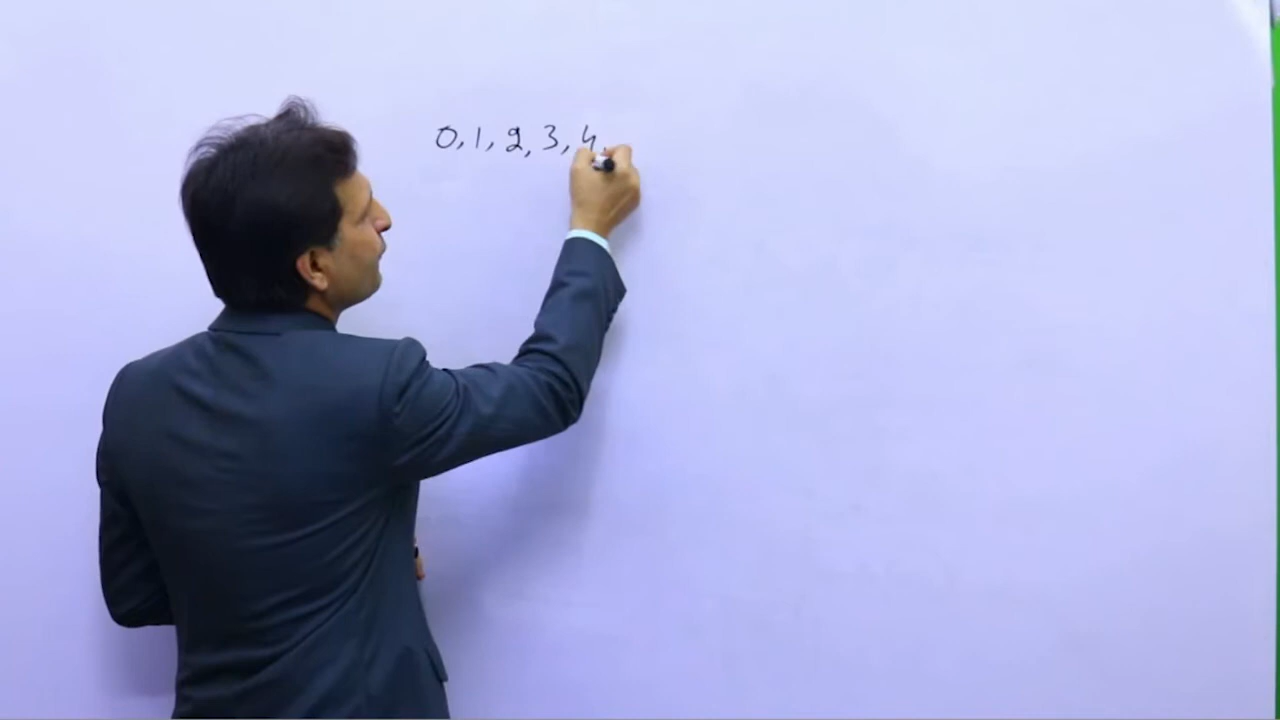 0, 1, 2, 3, 4,